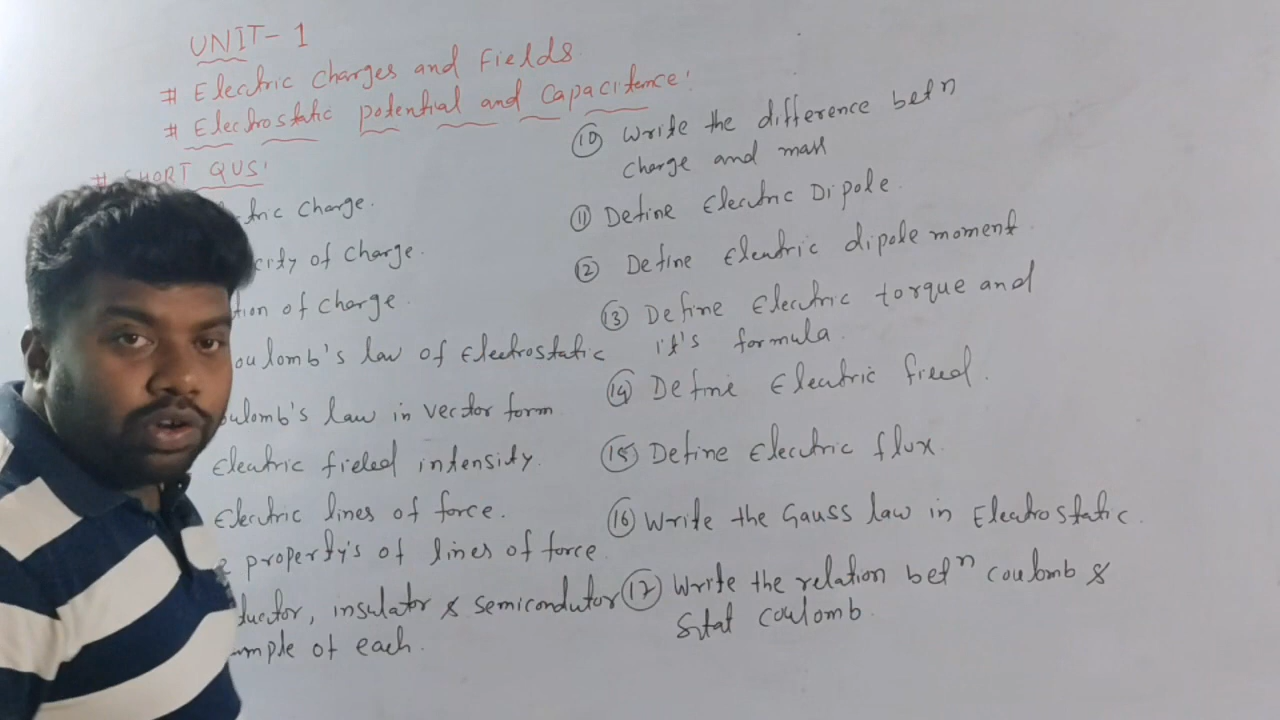 UNIT-1
# Electric Charges and Fields
# Electrostatic potential and Capacitence!
# SHORT QUS'
tric Charge.
city of Charge.
tion of Charge.
oulomb's law of Electrostatic
oulomb's law in vector form
Electric fieled intensity.
Electric lines of force.
property's of lines of force
ductor, insulator & semicondutor
mple of each.
(10) Write the difference betn
Charge and mass
(11) Define Electric Dipole.
(12) Define Electric dipole moment
(13) Define Electric torque and
it's formula.
(14) Define Electric fieed.
(15) Define Electric flux.
(16) Write the Gauss law in Electrostatic.
(17) Write the relation betn coulomb &
Stat coulomb.